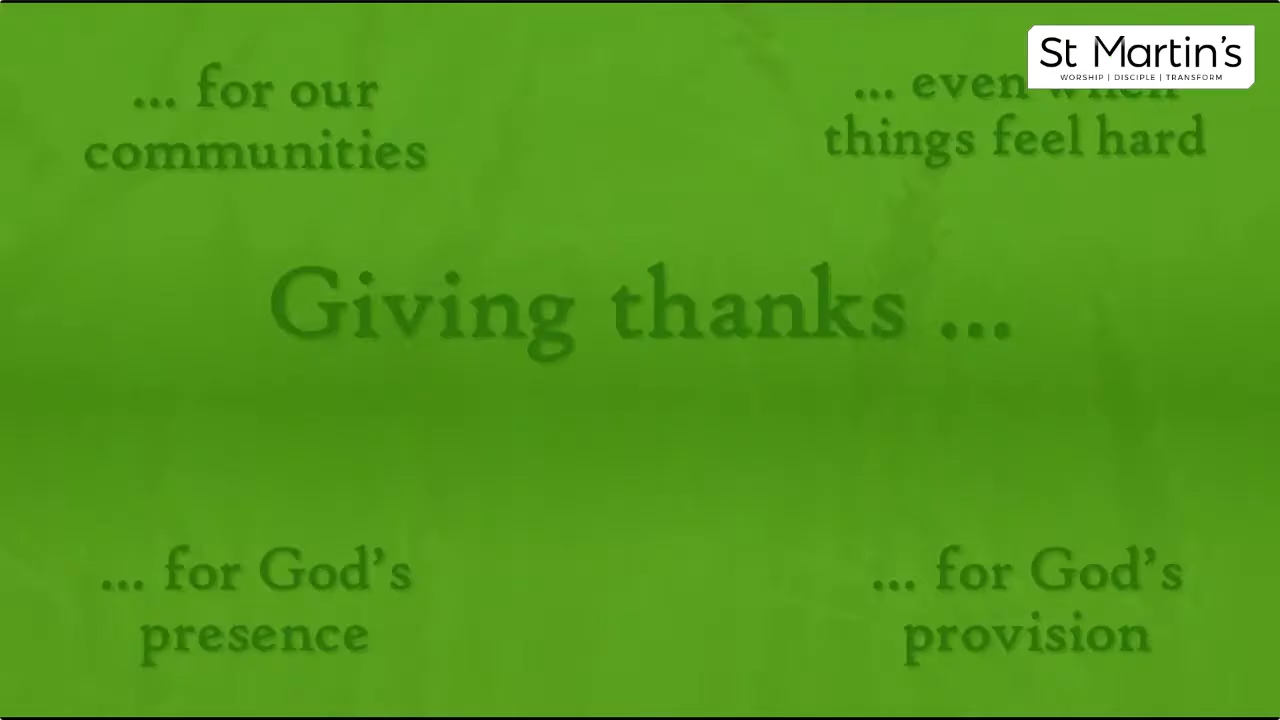 St Martin's
WORSHIP | DISCIPLE | TRANSFORM
... for our
communities
... even when
things feel hard
Giving thanks ...
... for God's
presence
... for God's
provision